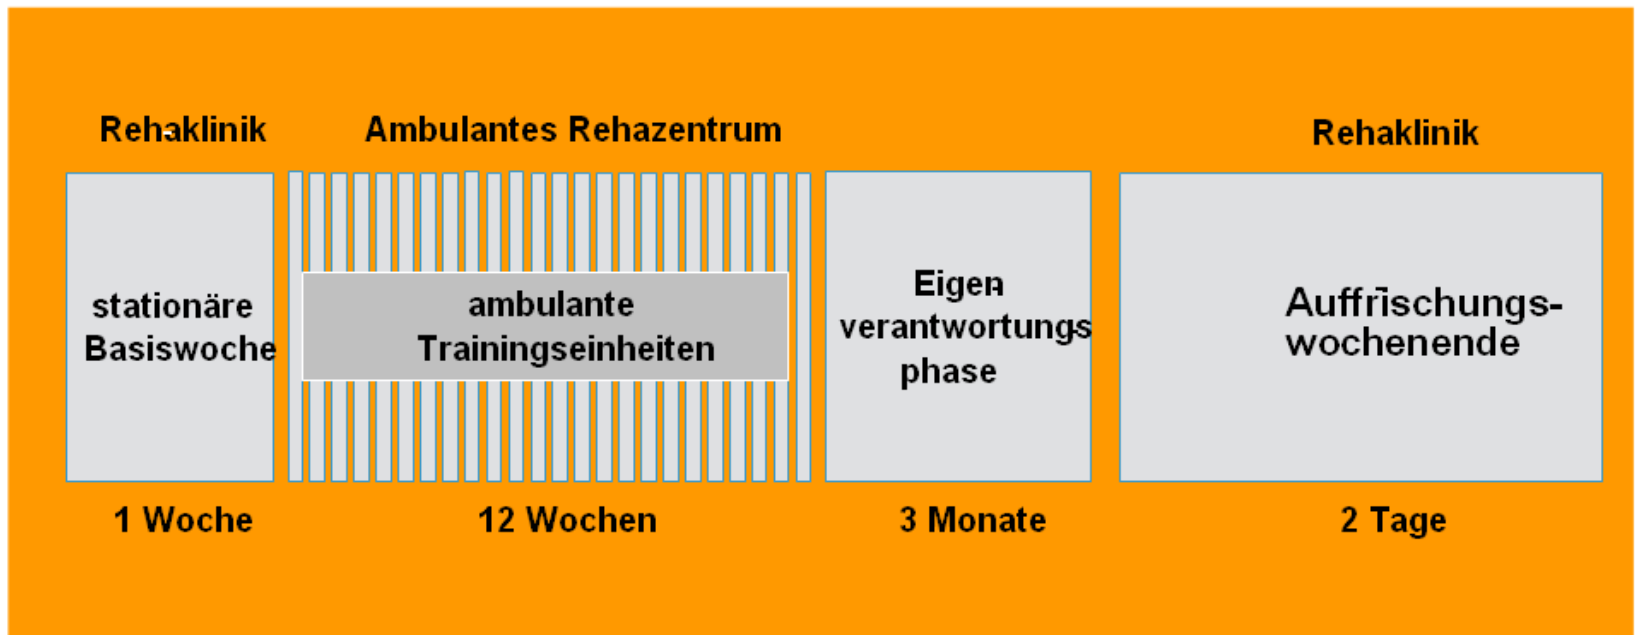 Rehaklinik
Ambulantes Rehazentrum
Rehaklinik
stationäre
Basiswoche
ambulante
Trainingseinheiten
Eigen-
verantwortungs-
phase
Auffrischungs-
wochenende
1 Woche
12 Wochen
3 Monate
2 Tage